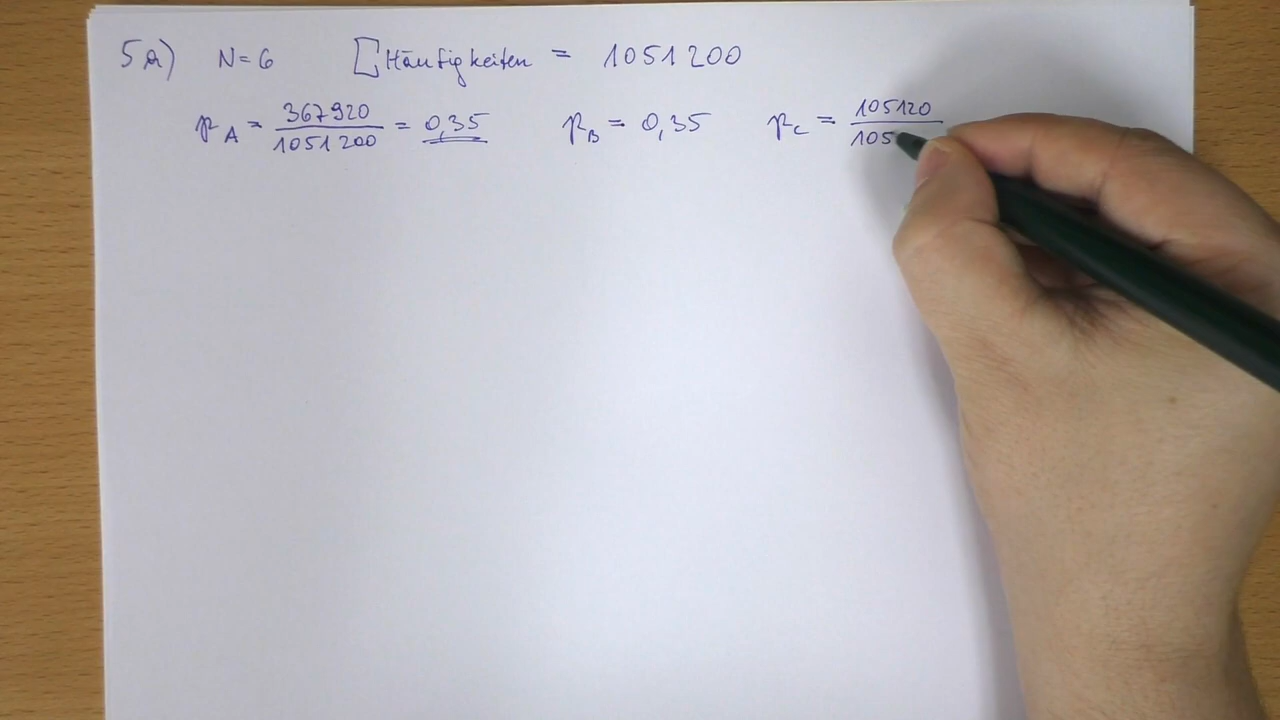 5a) N=6 ∑Häufigkeiten = 1051200
p_A = 367920/1051200 = 0,35 p_B = 0,35 p_C = 105120/105